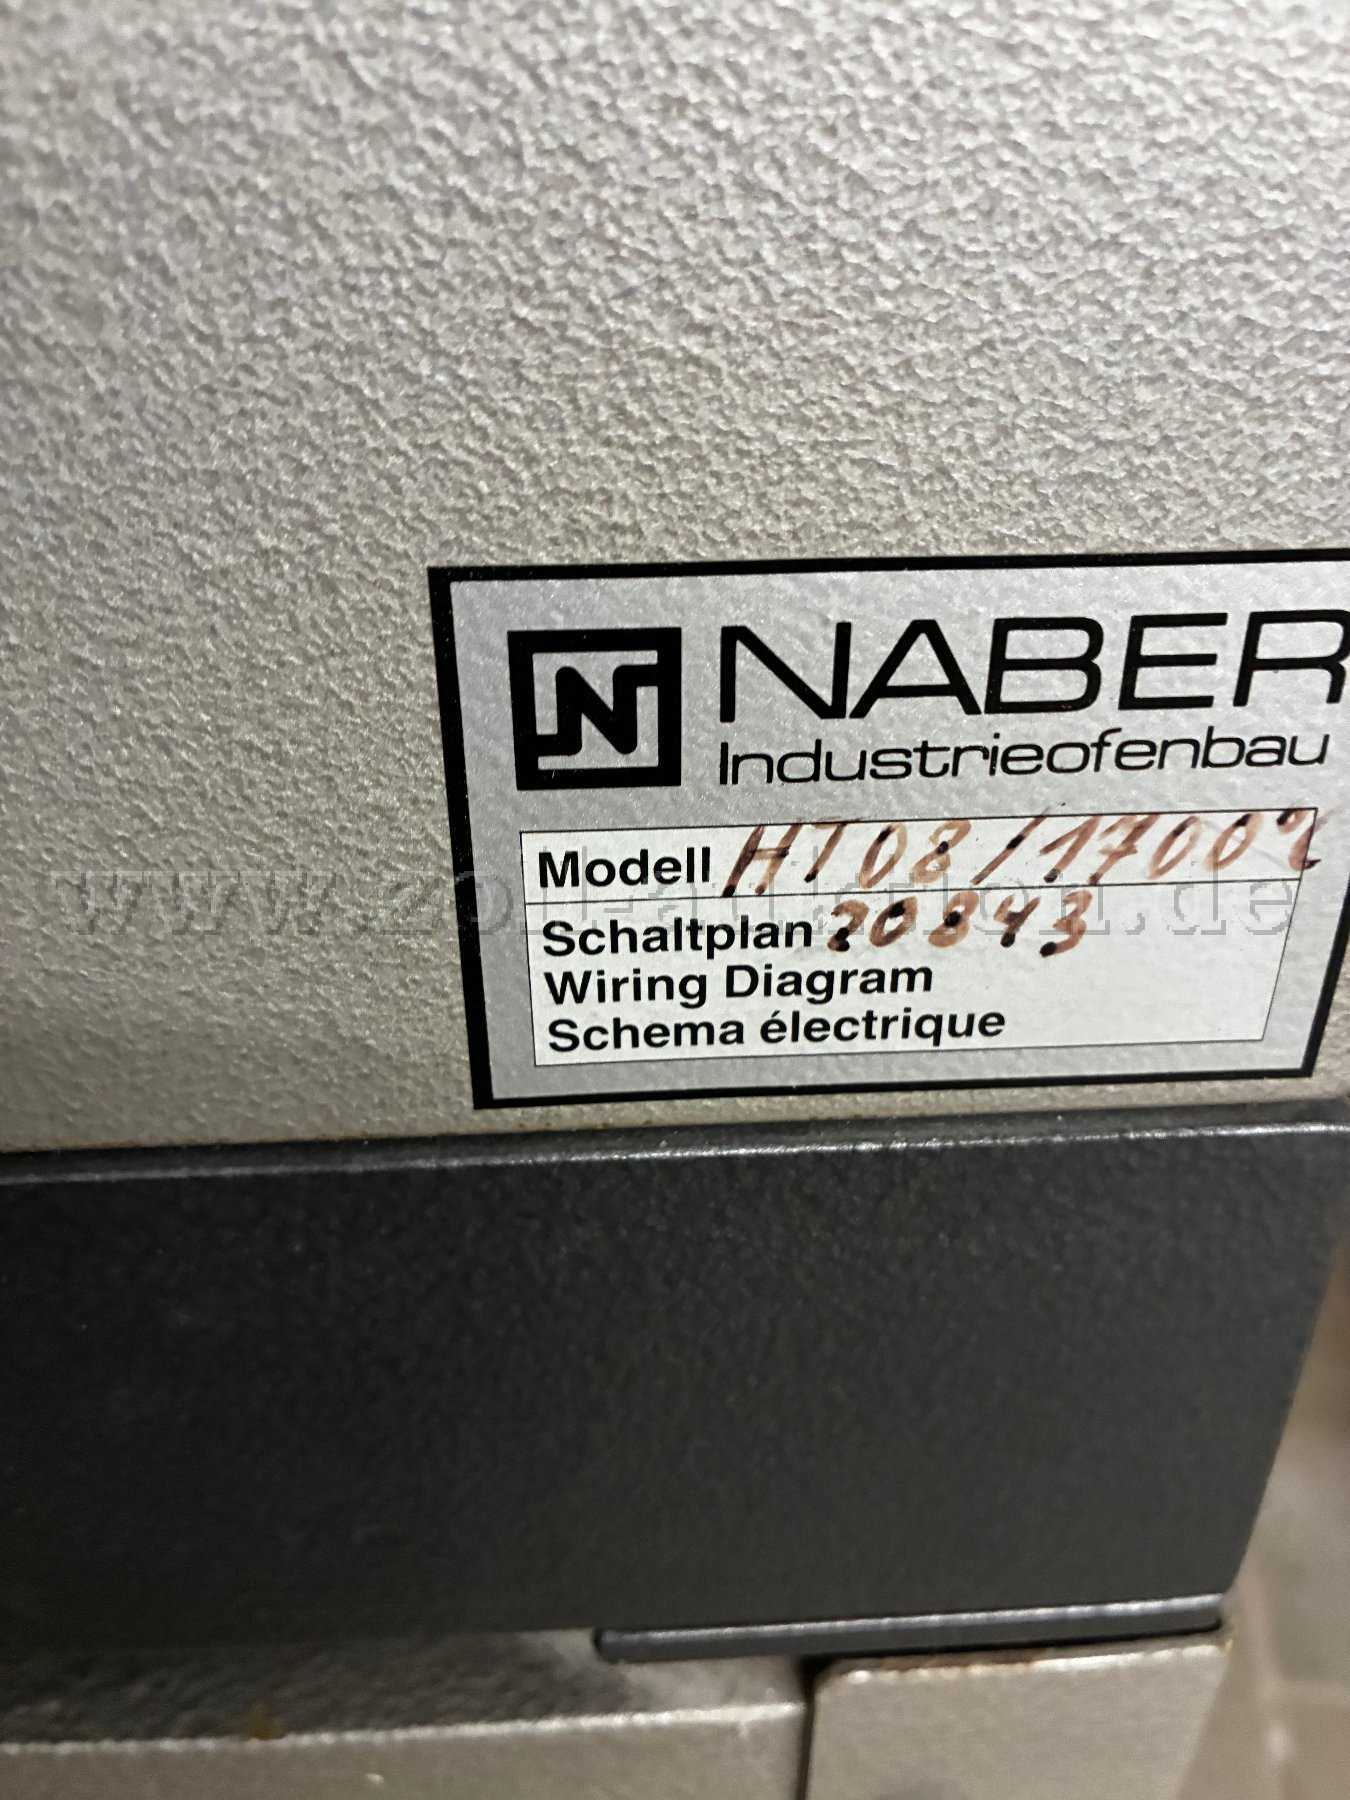 NABER
Industrieofenbau
Modell HT08/1700°C
Schaltplan 20843
Wiring Diagram
Schema électrique
www.zoll-auktion.de